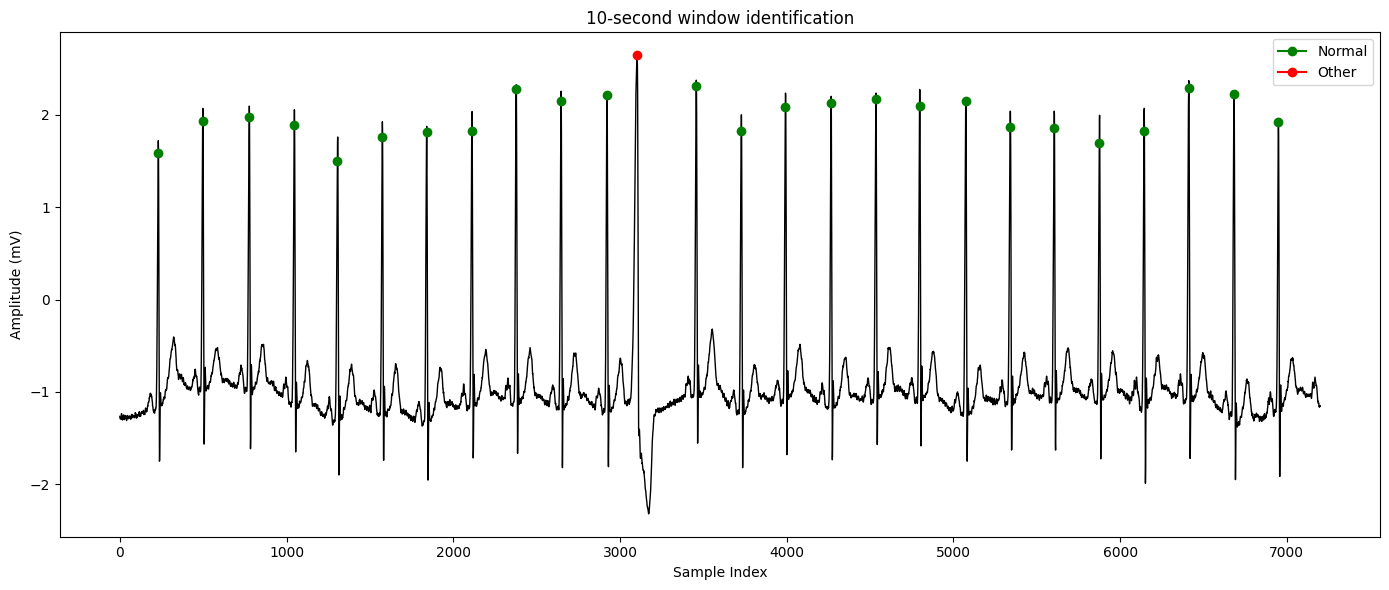 10-second window identification
Normal
Other
Amplitude (mV)
2
1
0
−1
−2
0 1000 2000 3000 4000 5000 6000 7000
Sample Index